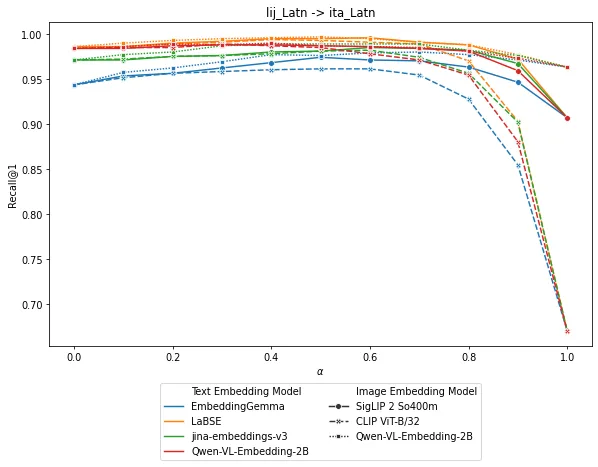 lij_Latn -> ita_Latn
Recall@1
1.00
0.95
0.90
0.85
0.80
0.75
0.70
0.0
0.2
0.4
0.6
0.8
1.0
α
Text Embedding Model
EmbeddingGemma
LaBSE
jina-embeddings-v3
Qwen-VL-Embedding-2B
Image Embedding Model
SigLIP 2 So400m
CLIP ViT-B/32
Qwen-VL-Embedding-2B